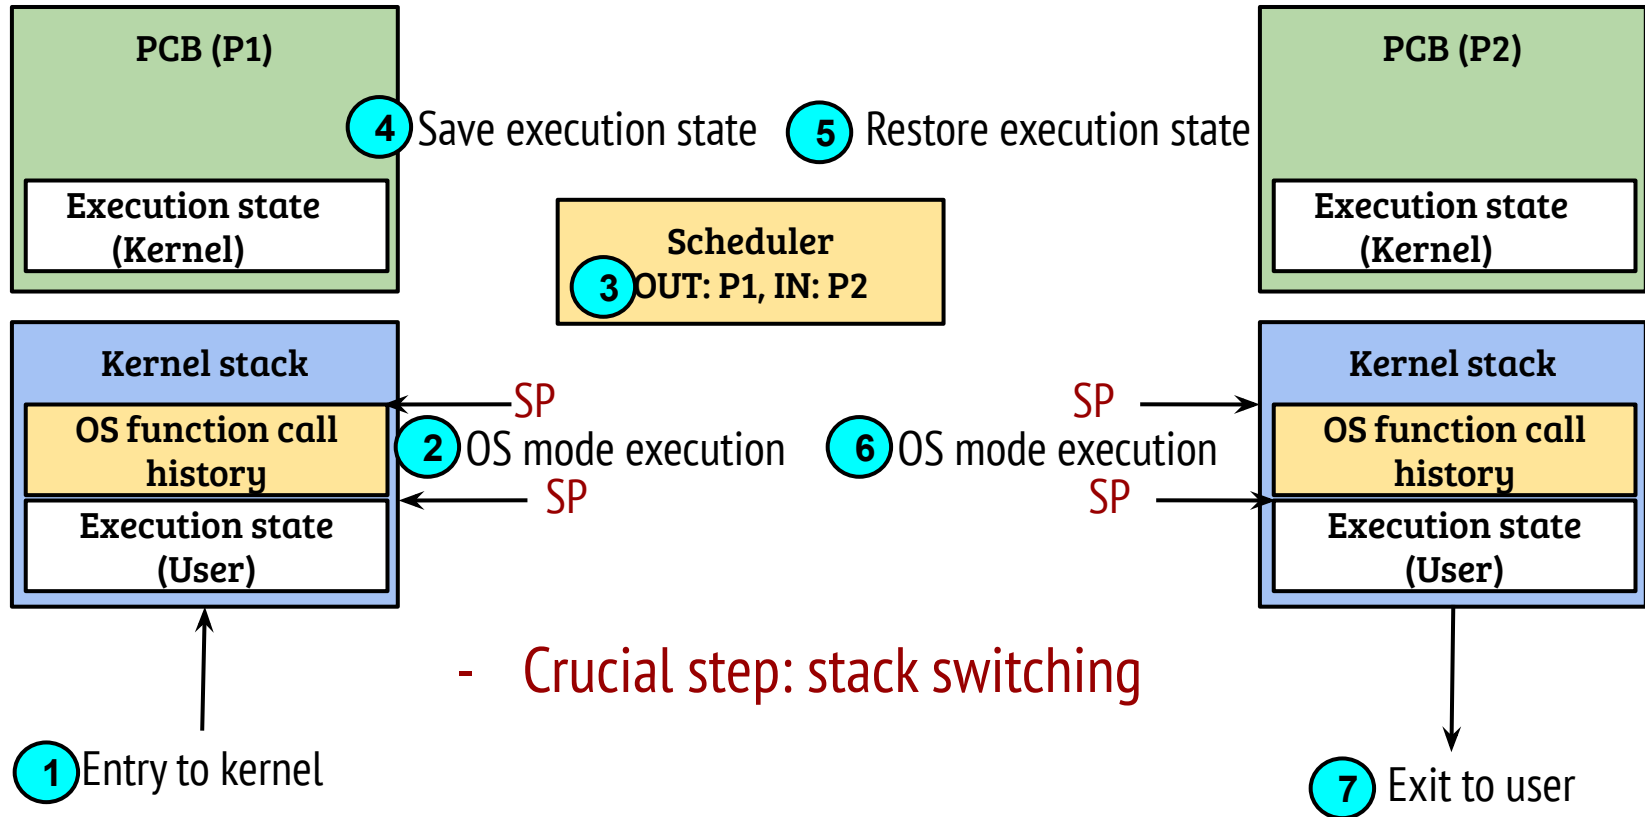 PCB (P1)
4 Save execution state
Execution state
(Kernel)
5 Restore execution state
PCB (P2)
Execution state
(Kernel)
Scheduler
3 OUT: P1, IN: P2
Kernel stack
OS function call
history
Execution state
(User)
SP
2 OS mode execution
SP
SP
6 OS mode execution
SP
Kernel stack
OS function call
history
Execution state
(User)
- Crucial step: stack switching
1 Entry to kernel
7 Exit to user